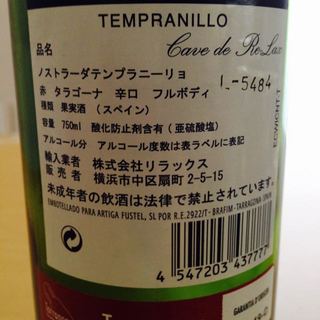 TEMPRANILLO
品名 Cave de ReLax
ノストラーダテンプラニーリョ L-5484
赤 タラゴーナ 辛口 フルボディ
種類 果実酒 (スペイン)
容量 750ml 酸化防止剤含有(亜硫酸塩)
アルコール分 アルコール度数は表ラベルに表記
輸入業者 株式会社リラックス
販売者 横浜市中区扇町2-5-15
未成年者の飲酒は法律で
禁止されています。
EMBOTELLADO PARA ARTIGA FUSTEL, SL POR R.E.2922/T - BRAFIM - TARRAGONA
4 547203 437777
GARANTIA D'ORIGEN